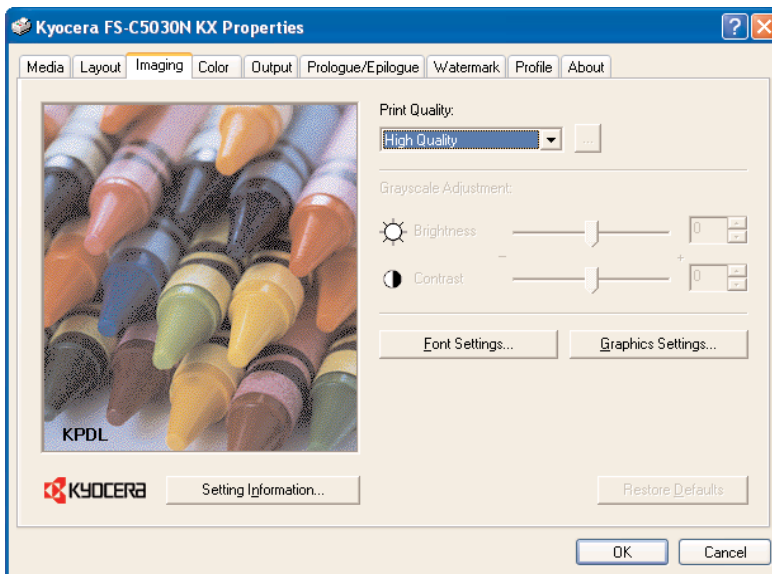 Kyocera FS-C5030N KX Properties
Media Layout Imaging Color Output Prologue/Epilogue Watermark Profile About
Print Quality:
High Quality
...
Grayscale Adjustment:
Brightness
0
- +
Contrast
0
Font Settings...
Graphics Settings...
KPDL
KYOCERA
Setting Information...
Restore Defaults
OK
Cancel